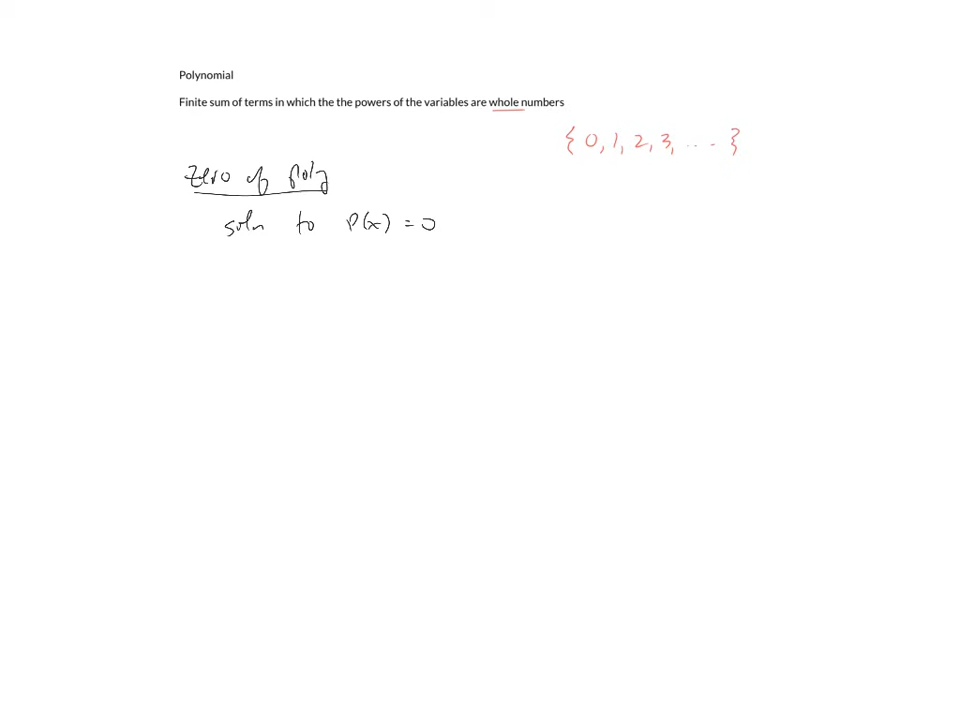 Polynomial
Finite sum of terms in which the the powers of the variables are whole numbers
{ 0, 1, 2, 3, ... }
Zero of poly
soln to P(x) = 0